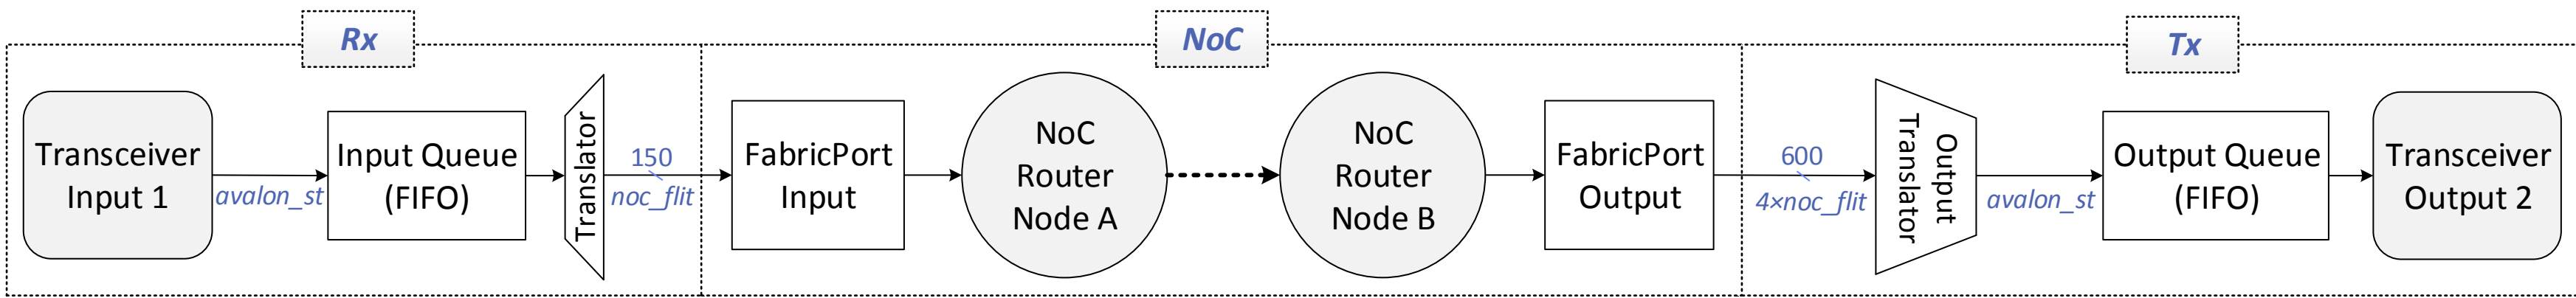 Rx
NoC
Tx
Transceiver
Input 1
avalon_st
Input Queue
(FIFO)
Translator
150
noc_flit
FabricPort
Input
NoC
Router
Node A
NoC
Router
Node B
FabricPort
Output
600
4×noc_flit
Output
Translator
avalon_st
Output Queue
(FIFO)
Transceiver
Output 2